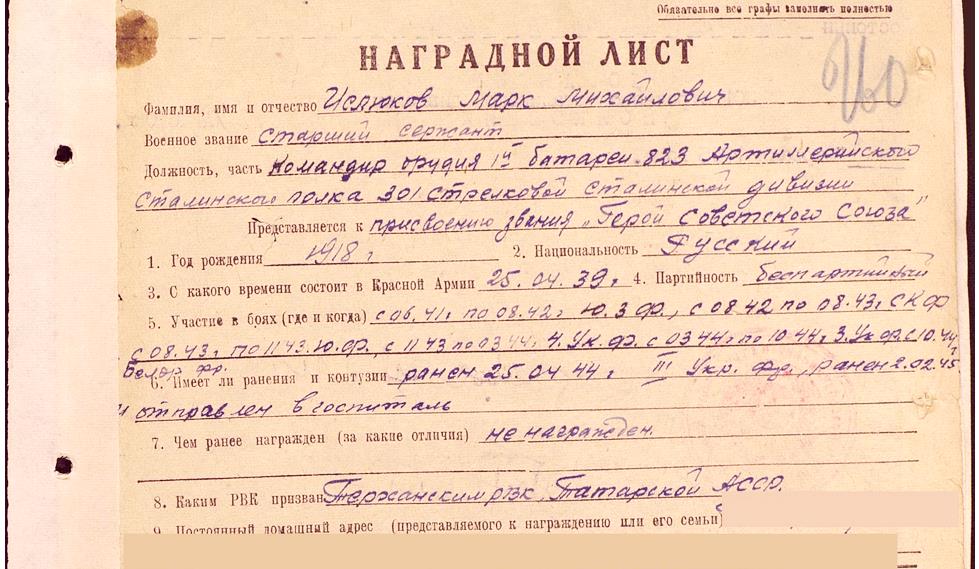 Обязательно все графы заполнять полностью
НАГРАДНОЙ ЛИСТ
260
Фамилия, имя и отчество Ислюков Марк Михайлович
Военное звание старший сержант
Должность, часть Командир орудия 1й батареи 823 Артиллерийского
Сталинского полка 301 стрелковой Сталинской дивизии
Представляется к присвоению звания „Герой Советского Союза"
1. Год рождения 1918 г 2. Национальность Русский
3. С какого времени состоит в Красной Армии 25.04.39 г. 4. Партийность беспартийный
5. Участие в боях (где и когда) с 06.41 г. по 08.42 г. Ю.З.ф., с 08.42 по 08.43 г. СКФ
с 08.43 г. по 11.43 Ю.ф., с 11 43 по 03 44 г. 4. Ук. ф. с 03 44 г. по 10 44 г. 3. Ук ф. с 10.44 г
Белор. фр.
6. Имеет ли ранения и контузии ранен 25.04 44 г. III Укр. фр., ранен 2.02.45
и отправлен в госпиталь
7. Чем ранее награжден (за какие отличия) не награжден.
8. Каким РВК призван рвк, Татарской АССР.
9. Постоянный домашний адрес (представляемого к награждению или его семьи)